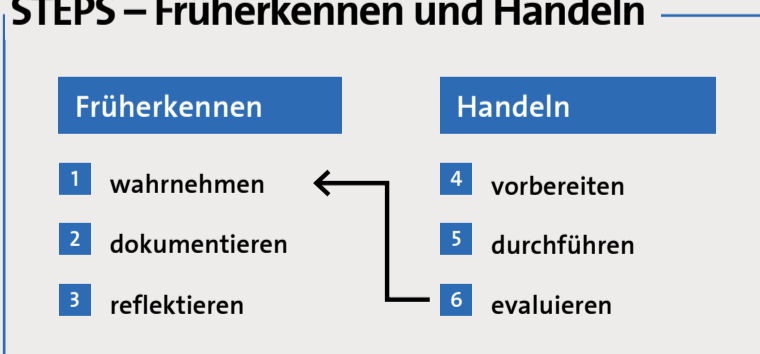 STEPS – Früherkennen und Handeln
Früherkennen
1 wahrnehmen
2 dokumentieren
3 reflektieren
Handeln
4 vorbereiten
5 durchführen
6 evaluieren